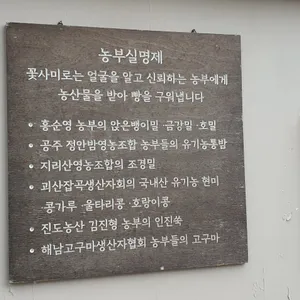 농부실명제
꽃사미로는 얼굴을 알고 신뢰하는 농부에게
농산물을 받아 빵을 구워냅니다
• 홍순영 농부의 앉은뱅이밀·금강밀·호밀
• 공주 정안밤영농조합 농부들의 유기농통밤
• 지리산영농조합의 조경밀
• 괴산잡곡생산자회의 국내산 유기농 현미
콩가루·울타리콩·호랑이콩
• 진도농산 김진형 농부의 인진쑥
• 해남고구마생산자협회 농부들의 고구마